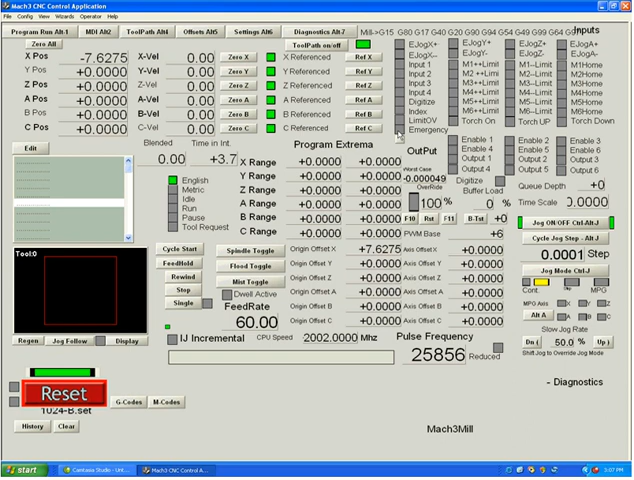 Mach3 CNC Control Application
File Config View Wizards Operator Help
Program Run Alt-1 MDI Alt2 ToolPath Alt4 Offsets Alt5 Settings Alt6 Diagnostics Alt-7 Mill->G15 G80 G17 G40 G20 G90 G94 G54 G49 G99 G64
Inputs
Zero All ToolPath on/off
X Pos -7.6275 X-Vel 0.00 Zero X X Referenced Ref X
Y Pos +0.0000 Y-Vel 0.00 Zero Y Y Referenced Ref Y
Z Pos +0.0000 Z-Vel 0.00 Zero Z Z Referenced Ref Z
A Pos +0.0000 A-Vel 0.00 Zero A A Referenced Ref A
B Pos +0.0000 B-Vel 0.00 Zero B B Referenced Ref B
C Pos +0.0000 C-Vel 0.00 Zero C C Referenced Ref C
EJogX+ EJogY+ EJogZ+ EJogA+
EJogX- EJogY- EJogZ- EJogA-
Input 1 M1++Limit M1--Limit M1Home
Input 2 M2++Limit M2--Limit M2Home
Input 3 M3++Limit M3--Limit M3Home
Input 4 M4++Limit M4--Limit M4Home
Digitize M5++Limit M5--Limit M5Home
Index M6++Limit M6--Limit M6Home
LimitOV Torch On Torch UP Torch Down
Emergency
Edit
Blended Time in Int.
0.00 +3.7
Program Extrema
X Range +0.0000 +0.0000
Y Range +0.0000 +0.0000
Z Range +0.0000 +0.0000
A Range +0.0000 +0.0000
B Range +0.0000 +0.0000
C Range +0.0000 +0.0000
English
Metric
Idle
Run
Pause
Tool Request
OutPut
Enable 1 Enable 2 Enable 3
Enable 4 Enable 5 Enable 6
Output 1 Output 2 Output 3
Output 4 Output 5 Output 6
Worst Case
-0.000049
Digitize
OverRide Buffer Load Queue Depth +0
100 % 0 % Time Scale 0.0000
F10 Rst F11 B-Tst +0
PWM Base +6
Tool:0
Cycle Start
FeedHold
Rewind
Stop
Single
Spindle Toggle
Flood Toggle
Mist Toggle
Dwell Active
FeedRate
60.00
Origin Offset X +7.6275 Axis Offset X +0.0000
Origin Offset Y +0.0000 Axis Offset Y +0.0000
Origin Offset Z +0.0000 Axis Offset Z +0.0000
Origin Offset A +0.0000 Axis Offset A +0.0000
Origin Offset B +0.0000 Axis Offset B +0.0000
Origin Offset C +0.0000 Axis Offset C +0.0000
Jog ON/OFF Ctrl-Alt-J
Cycle Jog Step - Alt J
0.0001 Step
Jog Mode Ctrl-J
Cont. Step MPG
MPG Axis X Y Z
Alt A A B C
Slow Jog Rate
Dn ( 50.0 % Up )
Shift Jog to Override Jog Mode
Regen Jog Follow Display
IJ Incremental CPU Speed 2002.0000 Mhz
Pulse Frequency
25856 Reduced
Reset
1024-B.set
G-Codes M-Codes
- Diagnostics
History Clear
Mach3Mill
start Camtasia Studio - Unt... Mach3 CNC Control A... 3:07 PM